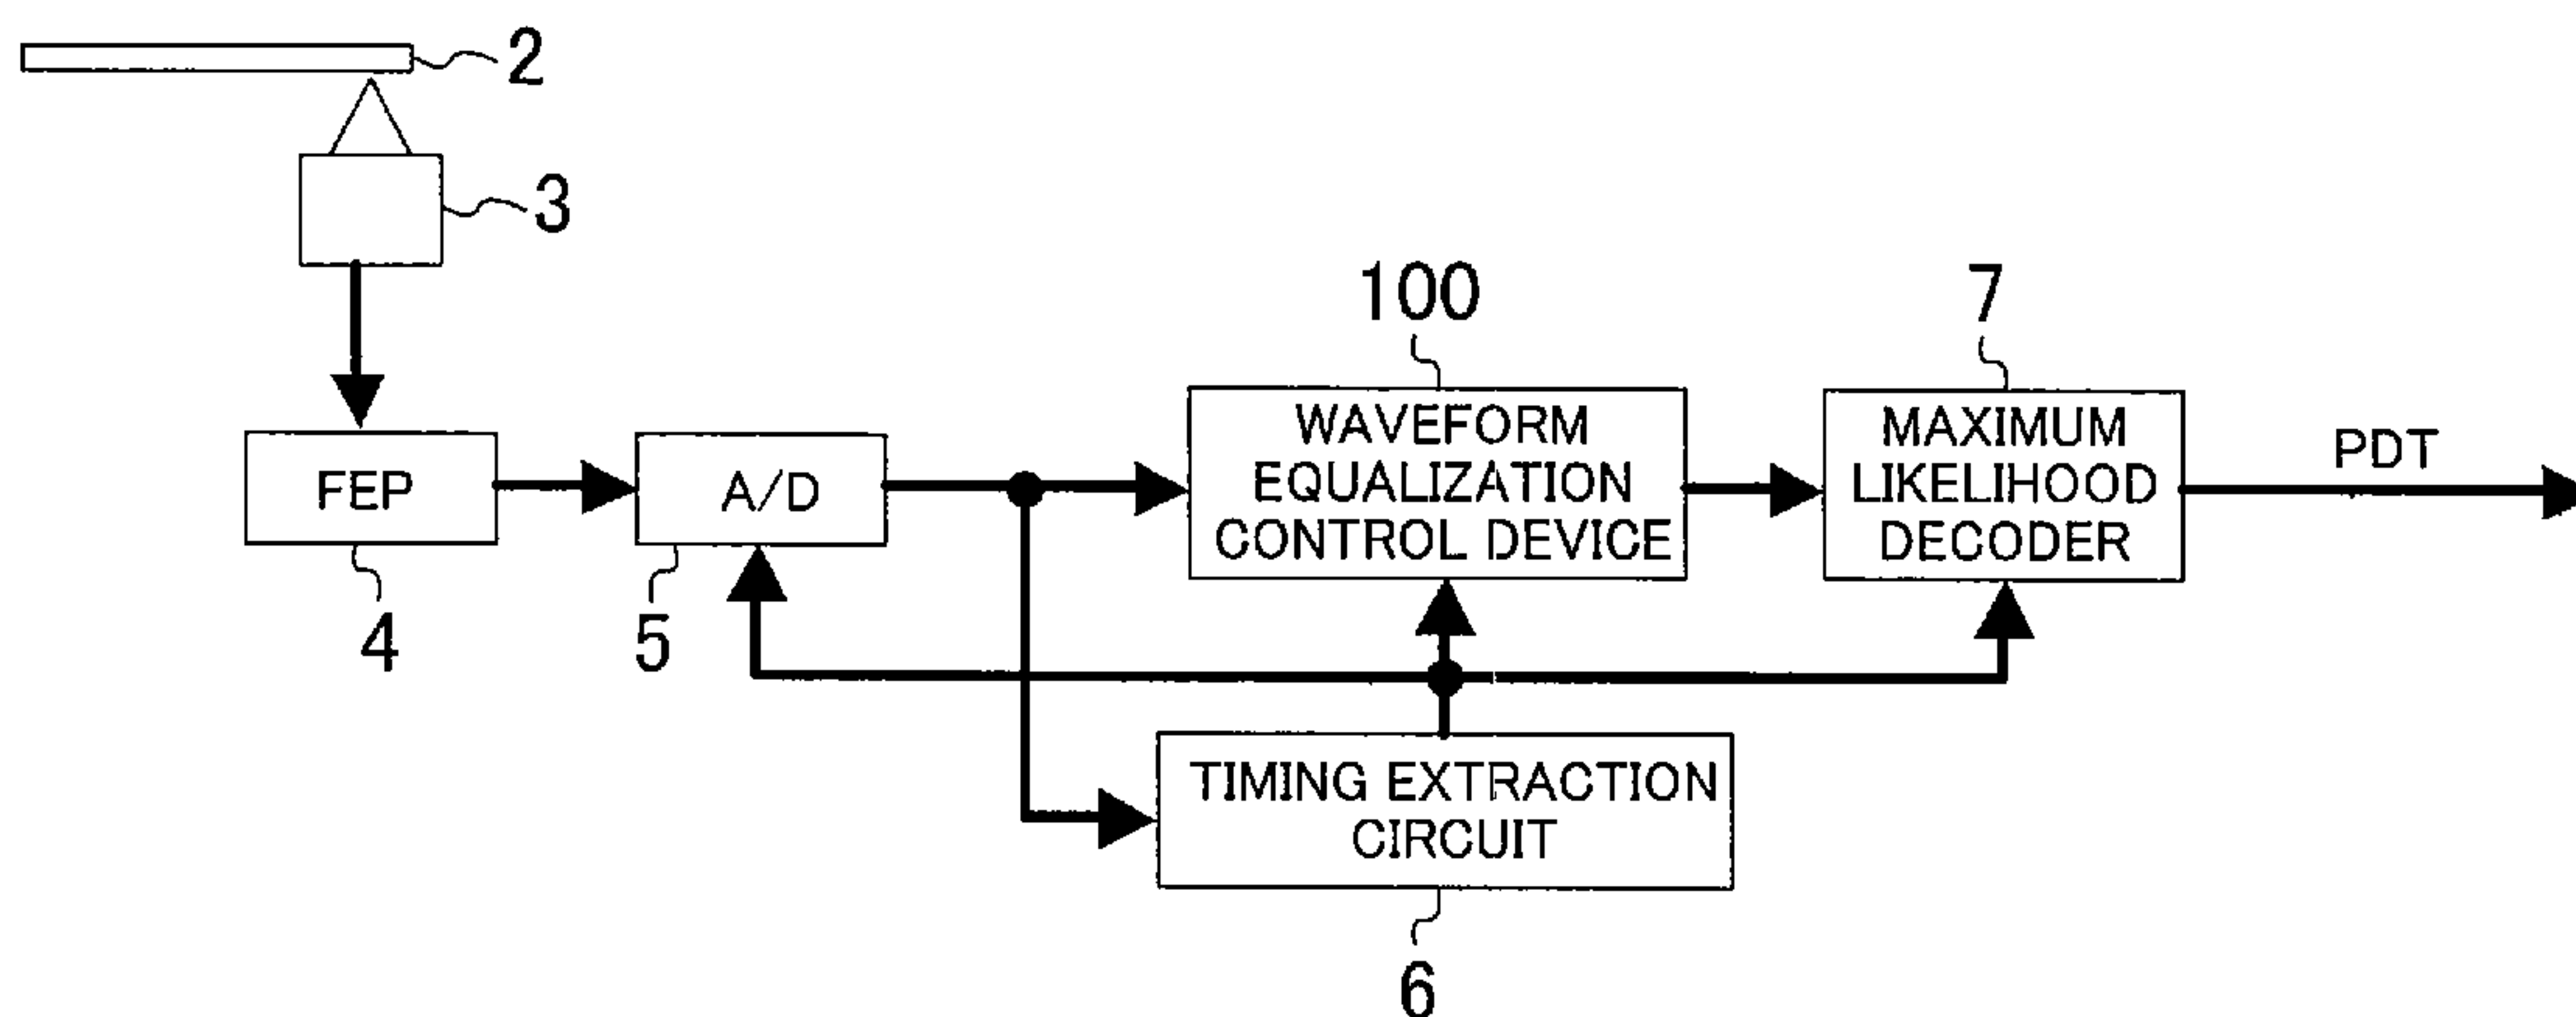 2
3
100
7
FEP
A/D
WAVEFORM
EQUALIZATION
CONTROL DEVICE
MAXIMUM
LIKELIHOOD
DECODER
PDT
4
5
TIMING EXTRACTION
CIRCUIT
6